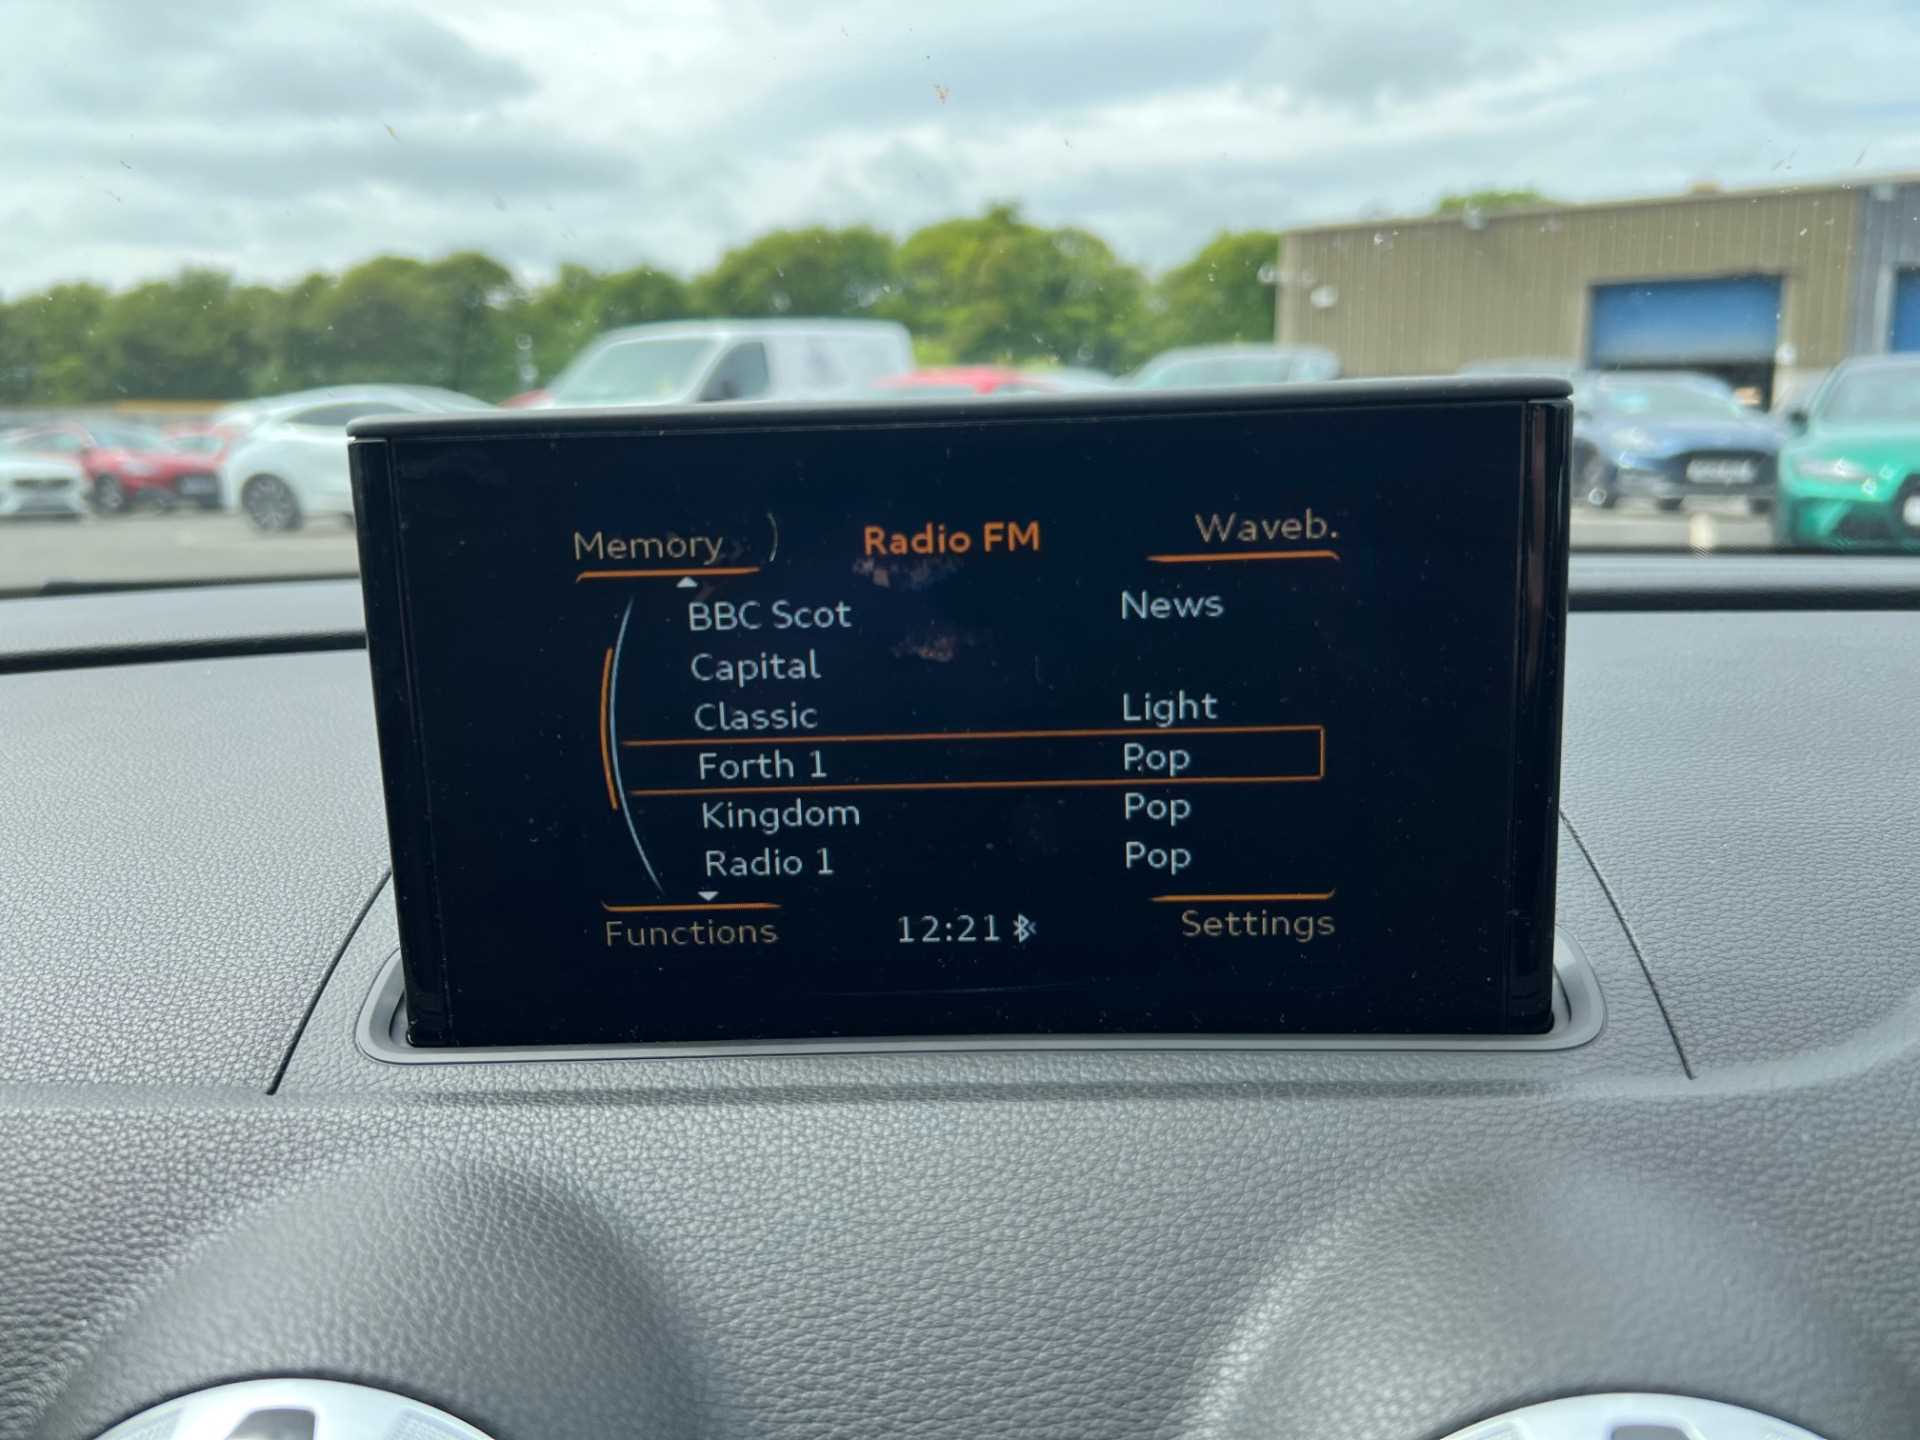 Memory Radio FM Waveb.
BBC Scot News
Capital
Classic Light
Forth 1 Pop
Kingdom Pop
Radio 1 Pop
Functions 12:21 Settings